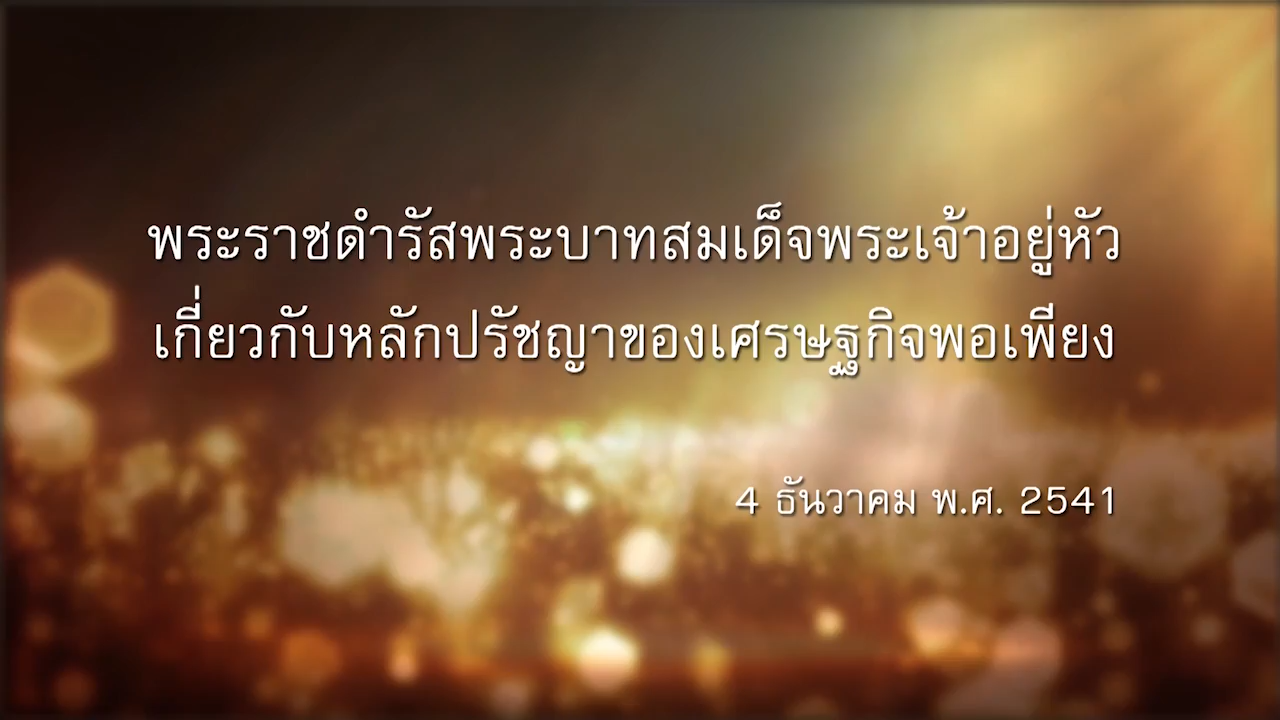 พระราชดำรัสพระบาทสมเด็จพระเจ้าอยู่หัว
เกี่ยวกับหลักปรัชญาของเศรษฐกิจพอเพียง
4 ธันวาคม พ.ศ. 2541